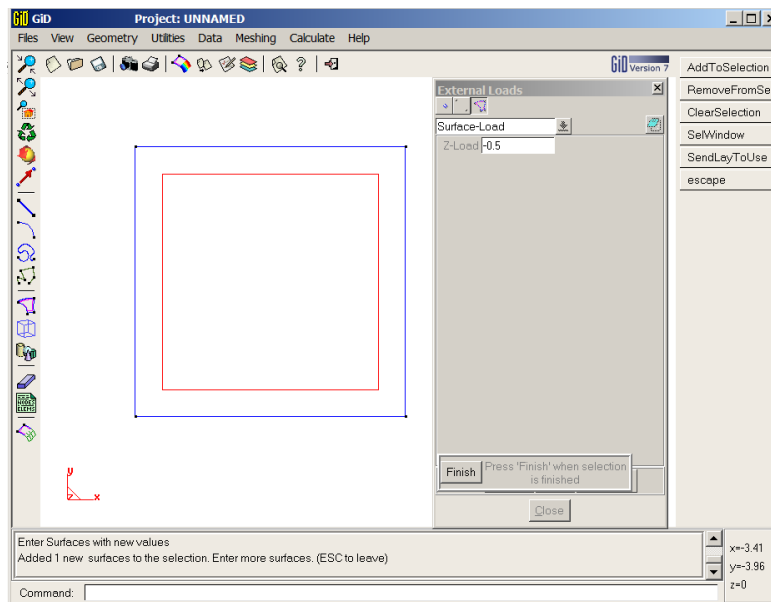 GiD GiD Project: UNNAMED
Files View Geometry Utilities Data Meshing Calculate Help
GiD Version 7
External Loads
Surface-Load
Z-Load -0.5
AddToSelection
RemoveFromSe
ClearSelection
SelWindow
SendLayToUse
escape
y
z x
Finish Press 'Finish' when selection
is finished
Close
Enter Surfaces with new values
Added 1 new surfaces to the selection. Enter more surfaces. (ESC to leave)
Command:
x=-3.41
y=-3.96
z=0